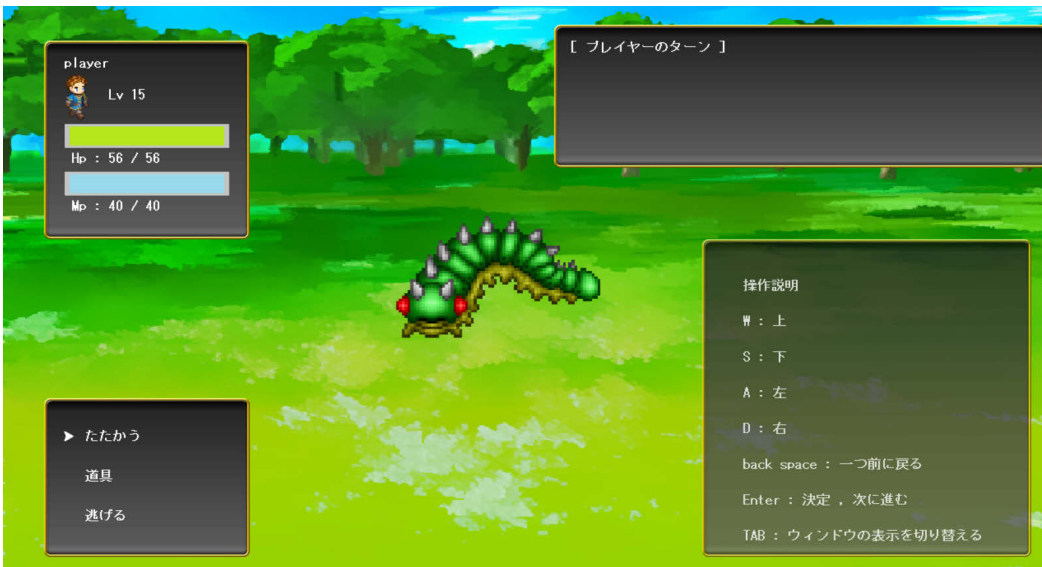 player
Lv 15
Hp : 56 / 56
Mp : 40 / 40
[ プレイヤーのターン ]
操作説明
W : 上
S : 下
A : 左
D : 右
back space : 一つ前に戻る
Enter : 決定 , 次に進む
TAB : ウィンドウの表示を切り替える
たたかう
道具
逃げる